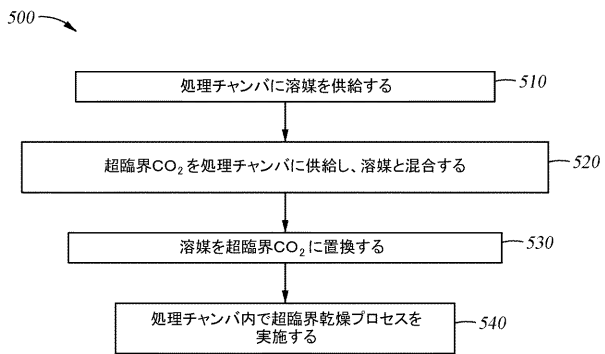 500
処理チャンバに溶媒を供給する
510
超臨界CO2を処理チャンバに供給し、溶媒と混合する
520
溶媒を超臨界CO2に置換する
530
処理チャンバ内で超臨界乾燥プロセスを
実施する
540